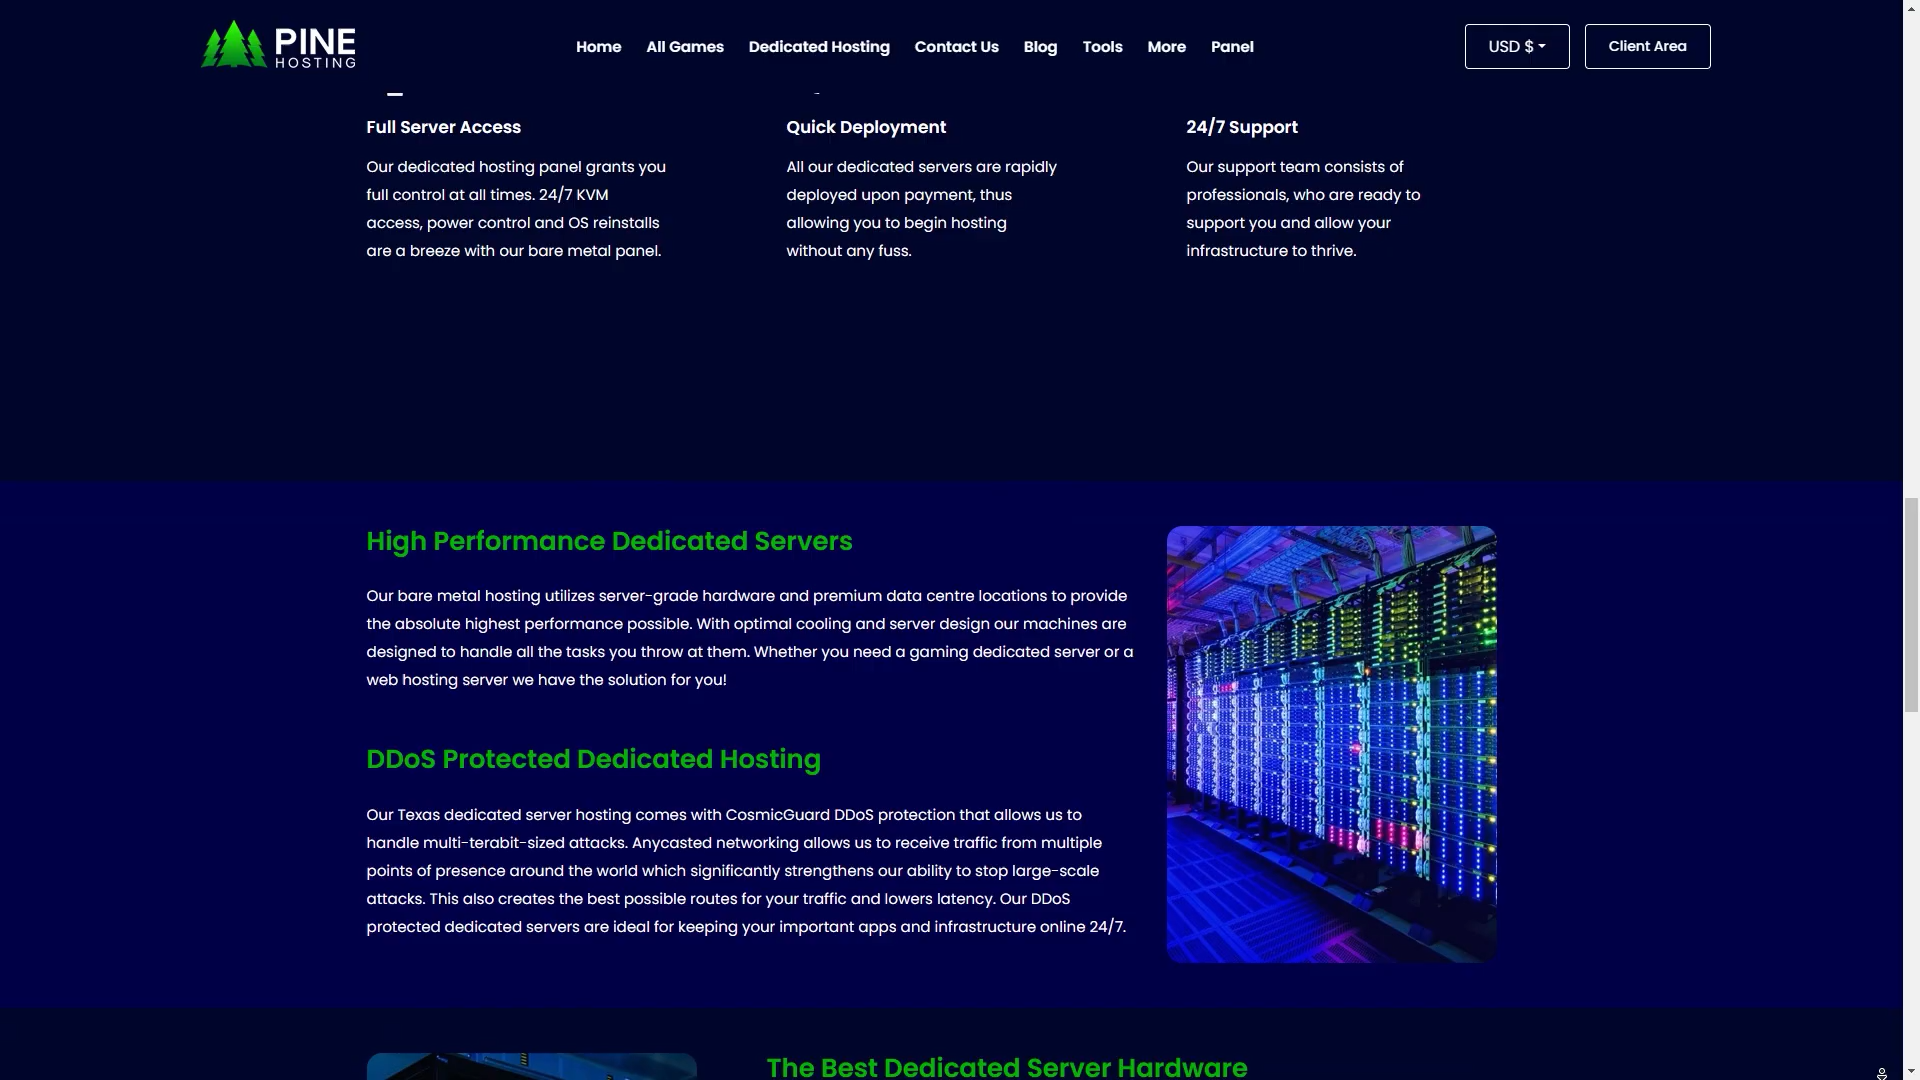 PINE
HOSTING
Home
All Games
Dedicated Hosting
Contact Us
Blog
Tools
More
Panel
USD $
Client Area
Full Server Access
Our dedicated hosting panel grants you
full control at all times. 24/7 KVM
access, power control and OS reinstalls
are a breeze with our bare metal panel.
Quick Deployment
All our dedicated servers are rapidly
deployed upon payment, thus
allowing you to begin hosting
without any fuss.
24/7 Support
Our support team consists of
professionals, who are ready to
support you and allow your
infrastructure to thrive.
High Performance Dedicated Servers
Our bare metal hosting utilizes server-grade hardware and premium data centre locations to provide
the absolute highest performance possible. With optimal cooling and server design our machines are
designed to handle all the tasks you throw at them. Whether you need a gaming dedicated server or a
web hosting server we have the solution for you!
DDoS Protected Dedicated Hosting
Our Texas dedicated server hosting comes with CosmicGuard DDoS protection that allows us to
handle multi-terabit-sized attacks. Anycasted networking allows us to receive traffic from multiple
points of presence around the world which significantly strengthens our ability to stop large-scale
attacks. This also creates the best possible routes for your traffic and lowers latency. Our DDoS
protected dedicated servers are ideal for keeping your important apps and infrastructure online 24/7.
The Best Dedicated Server Hardware